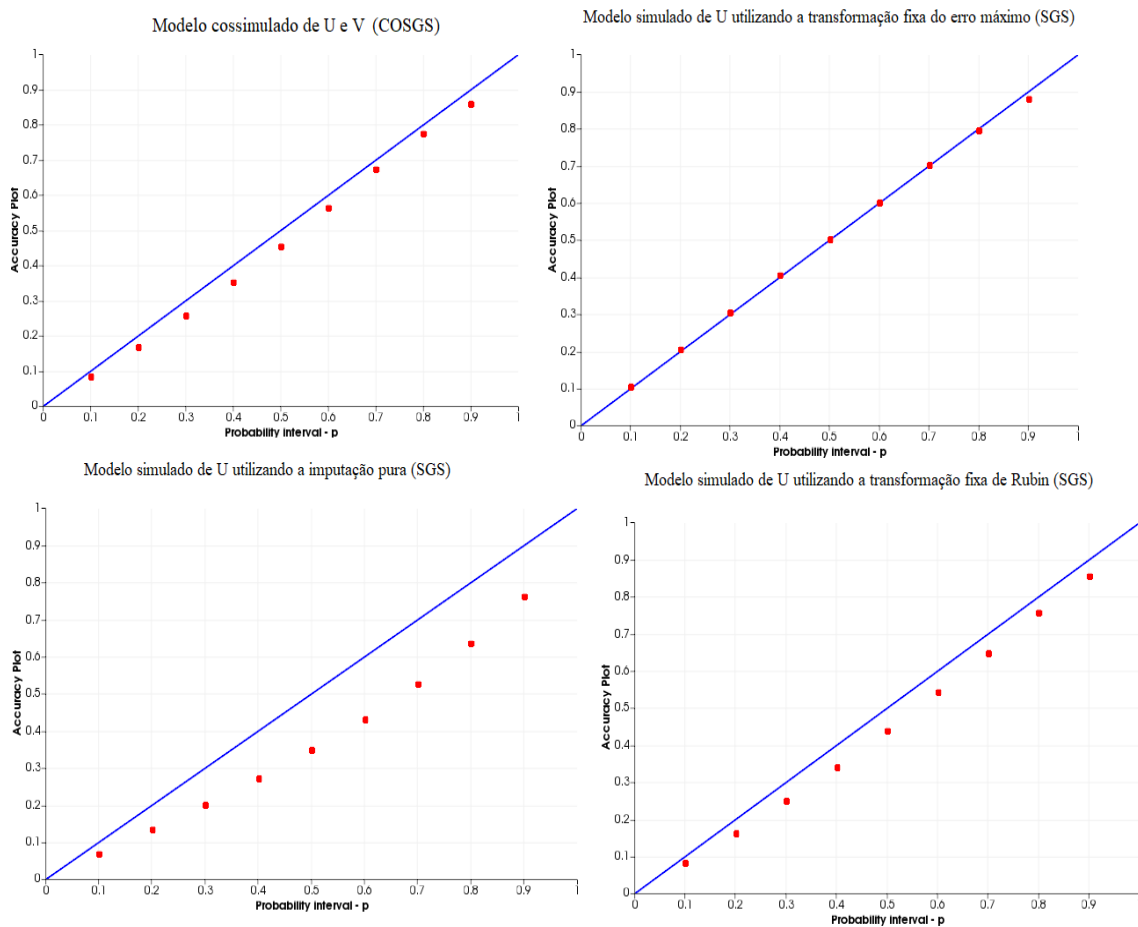 Modelo cossimulado de U e V (COSGS)
1
0.9
0.8
0.7
0.6
0.5
0.4
0.3
0.2
0.1
0
Accuracy Plot
0 0.1 0.2 0.3 0.4 0.5 0.6 0.7 0.8 0.9 1
Probability interval - p
Modelo simulado de U utilizando a transformação fixa do erro máximo (SGS)
1
0.9
0.8
0.7
0.6
0.5
0.4
0.3
0.2
0.1
0
Accuracy Plot
0 0.1 0.2 0.3 0.4 0.5 0.6 0.7 0.8 0.9 1
Probability interval - p
Modelo simulado de U utilizando a imputação pura (SGS)
1
0.9
0.8
0.7
0.6
0.5
0.4
0.3
0.2
0.1
0
Accuracy Plot
0 0.1 0.2 0.3 0.4 0.5 0.6 0.7 0.8 0.9 1
Probability interval - p
Modelo simulado de U utilizando a transformação fixa de Rubin (SGS)
1
0.9
0.8
0.7
0.6
0.5
0.4
0.3
0.2
0.1
0
Accuracy Plot
0 0.1 0.2 0.3 0.4 0.5 0.6 0.7 0.8 0.9
Probability interval - p